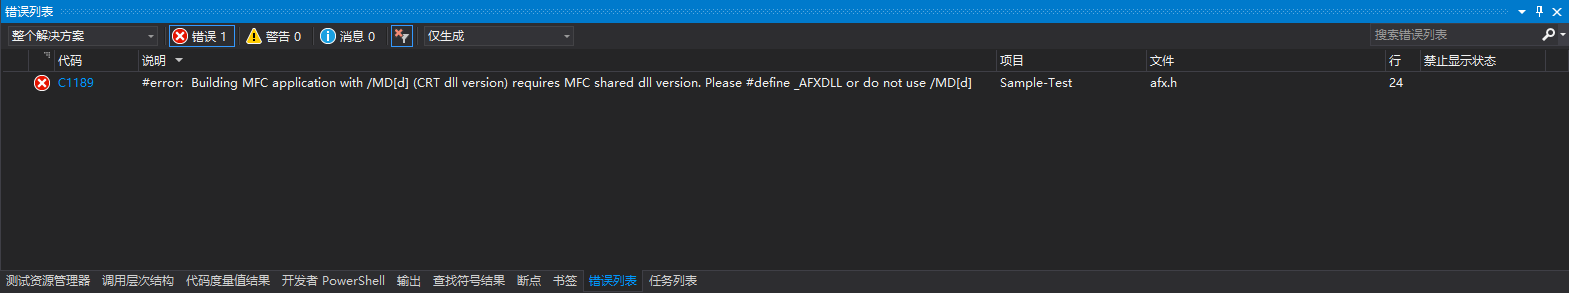 错误列表
整个解决方案 错误 1 警告 0 消息 0 仅生成 搜索错误列表
代码 说明 项目 文件 行 禁止显示状态
C1189 #error: Building MFC application with /MD[d] (CRT dll version) requires MFC shared dll version. Please #define _AFXDLL or do not use /MD[d] Sample-Test afx.h 24
测试资源管理器 调用层次结构 代码度量值结果 开发者 PowerShell 输出 查找符号结果 断点 书签 错误列表 任务列表